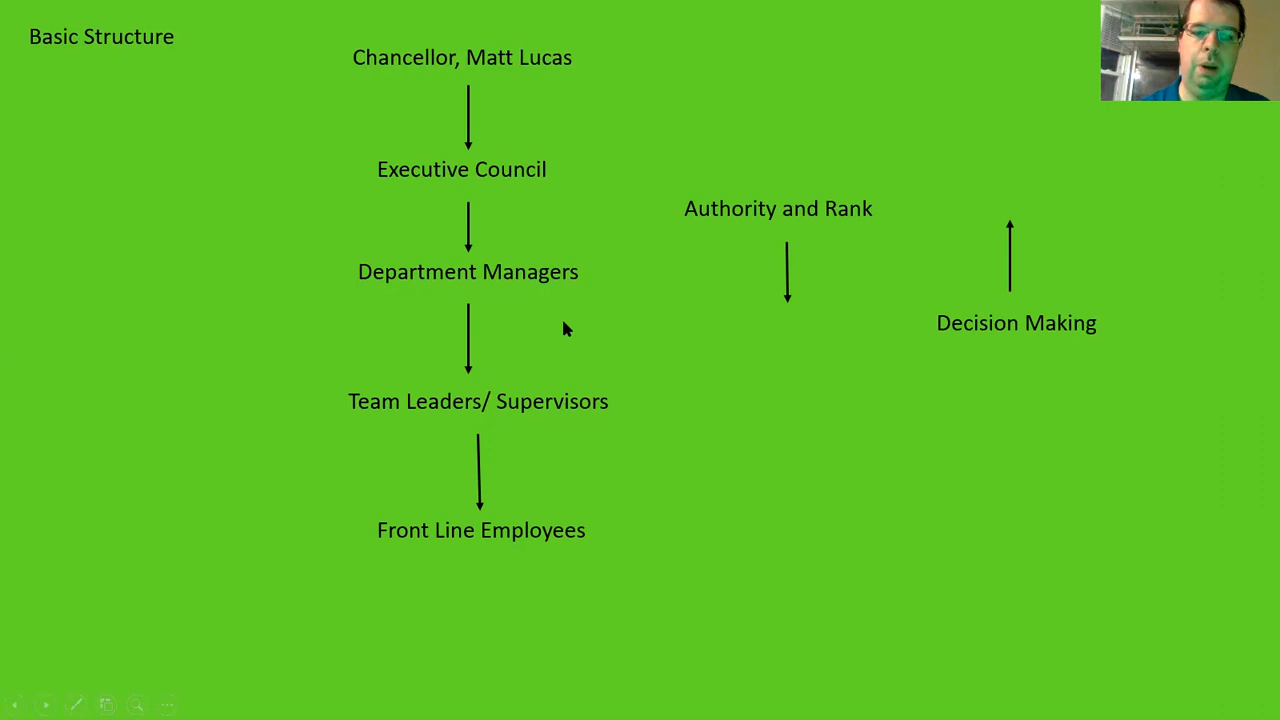 Basic Structure
Chancellor, Matt Lucas
Executive Council
Authority and Rank
Department Managers
Decision Making
Team Leaders/ Supervisors
Front Line Employees